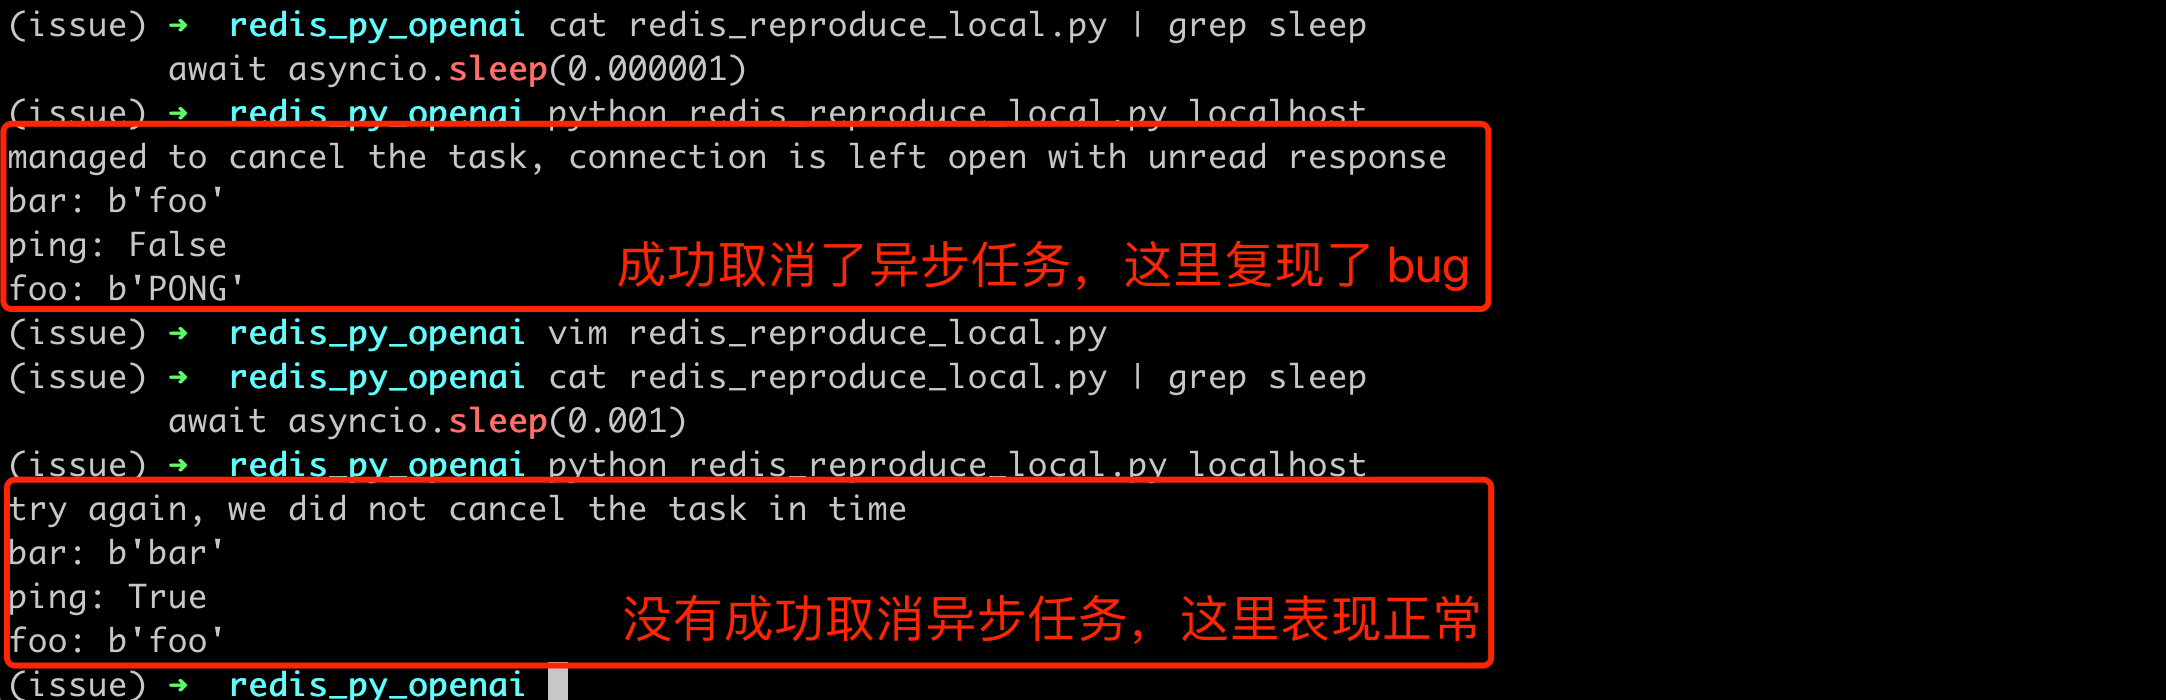 (issue) ➜  redis_py_openai cat redis_reproduce_local.py | grep sleep
        await asyncio.sleep(0.000001)
(issue) ➜  redis_py_openai python redis_reproduce_local.py localhost
managed to cancel the task, connection is left open with unread response
bar: b'foo'
ping: False
成功取消了异步任务，这里复现了 bug
foo: b'PONG'
(issue) ➜  redis_py_openai vim redis_reproduce_local.py
(issue) ➜  redis_py_openai cat redis_reproduce_local.py | grep sleep
        await asyncio.sleep(0.001)
(issue) ➜  redis_py_openai python redis_reproduce_local.py localhost
try again, we did not cancel the task in time
bar: b'bar'
ping: True
没有成功取消异步任务，这里表现正常
foo: b'foo'
(issue) ➜  redis_py_openai